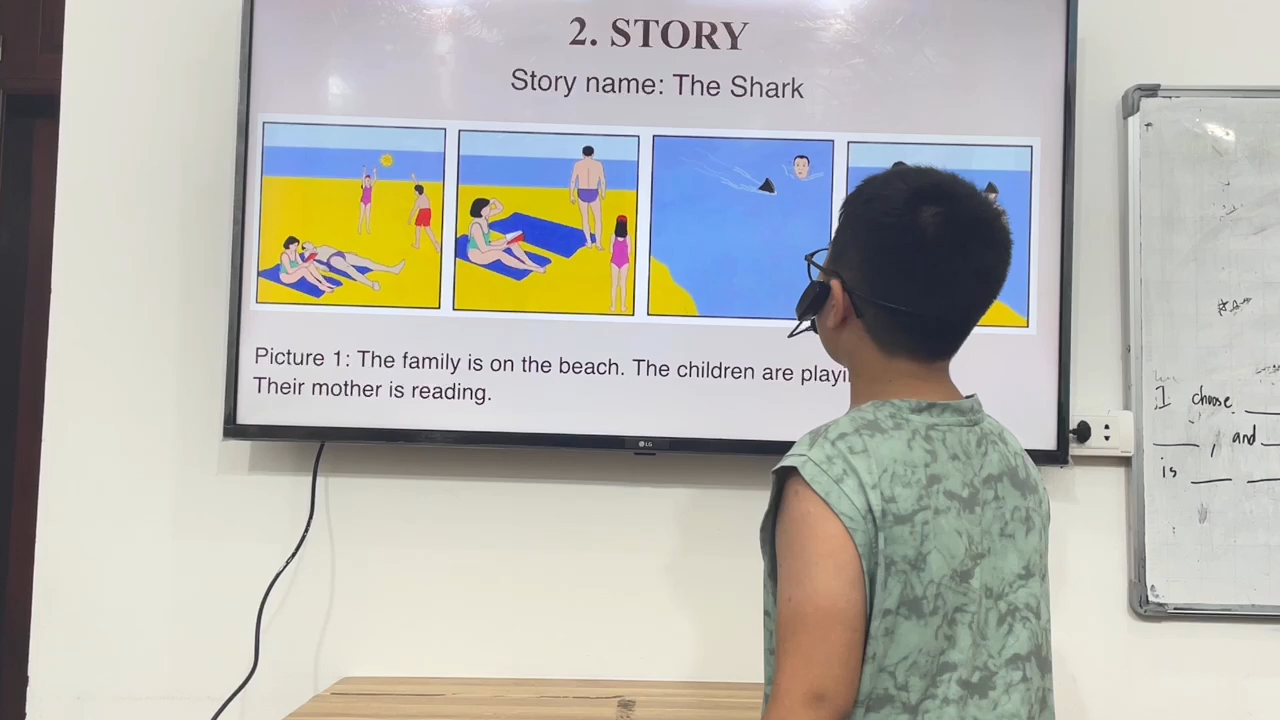 2. STORY
Story name: The Shark
Picture 1: The family is on the beach. The children are playi
Their mother is reading.
LG
I choose
, and
is